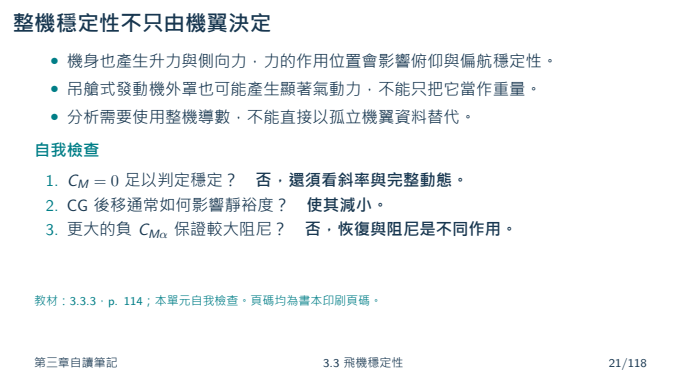 整機穩定性不只由機翼決定
• 機身也產生升力與側向力，力的作用位置會影響俯仰與偏航穩定性。
• 吊艙式發動機外罩也可能產生顯著氣動力，不能只把它當作重量。
• 分析需要使用整機導數，不能直接以孤立機翼資料替代。
自我檢查
1. C_M = 0 足以判定穩定？ 否，還須看斜率與完整動態。
2. CG 後移通常如何影響靜裕度？ 使其減小。
3. 更大的負 C_{Mα} 保證較大阻尼？ 否，恢復與阻尼是不同作用。
教材：3.3.3，p. 114；本單元自我檢查。頁碼均為書本印刷頁碼。
第三章自讀筆記 3.3 飛機穩定性 21/118